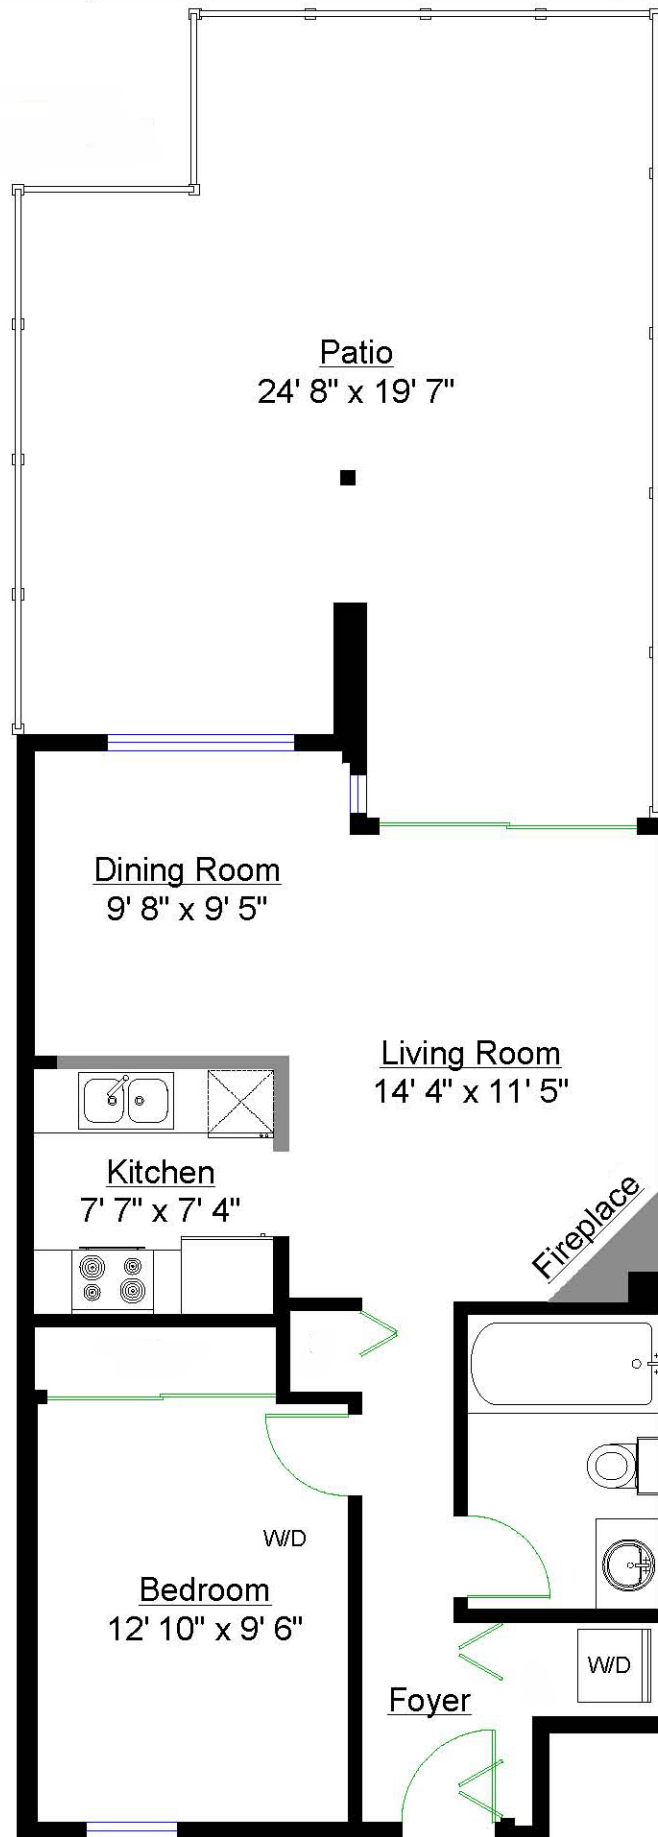 Patio
24' 8" x 19' 7"
Dining Room
9' 8" x 9' 5"
Living Room
14' 4" x 11' 5"
Kitchen
7' 7" x 7' 4"
Fireplace
W/D
Bedroom
12' 10" x 9' 6"
W/D
Foyer